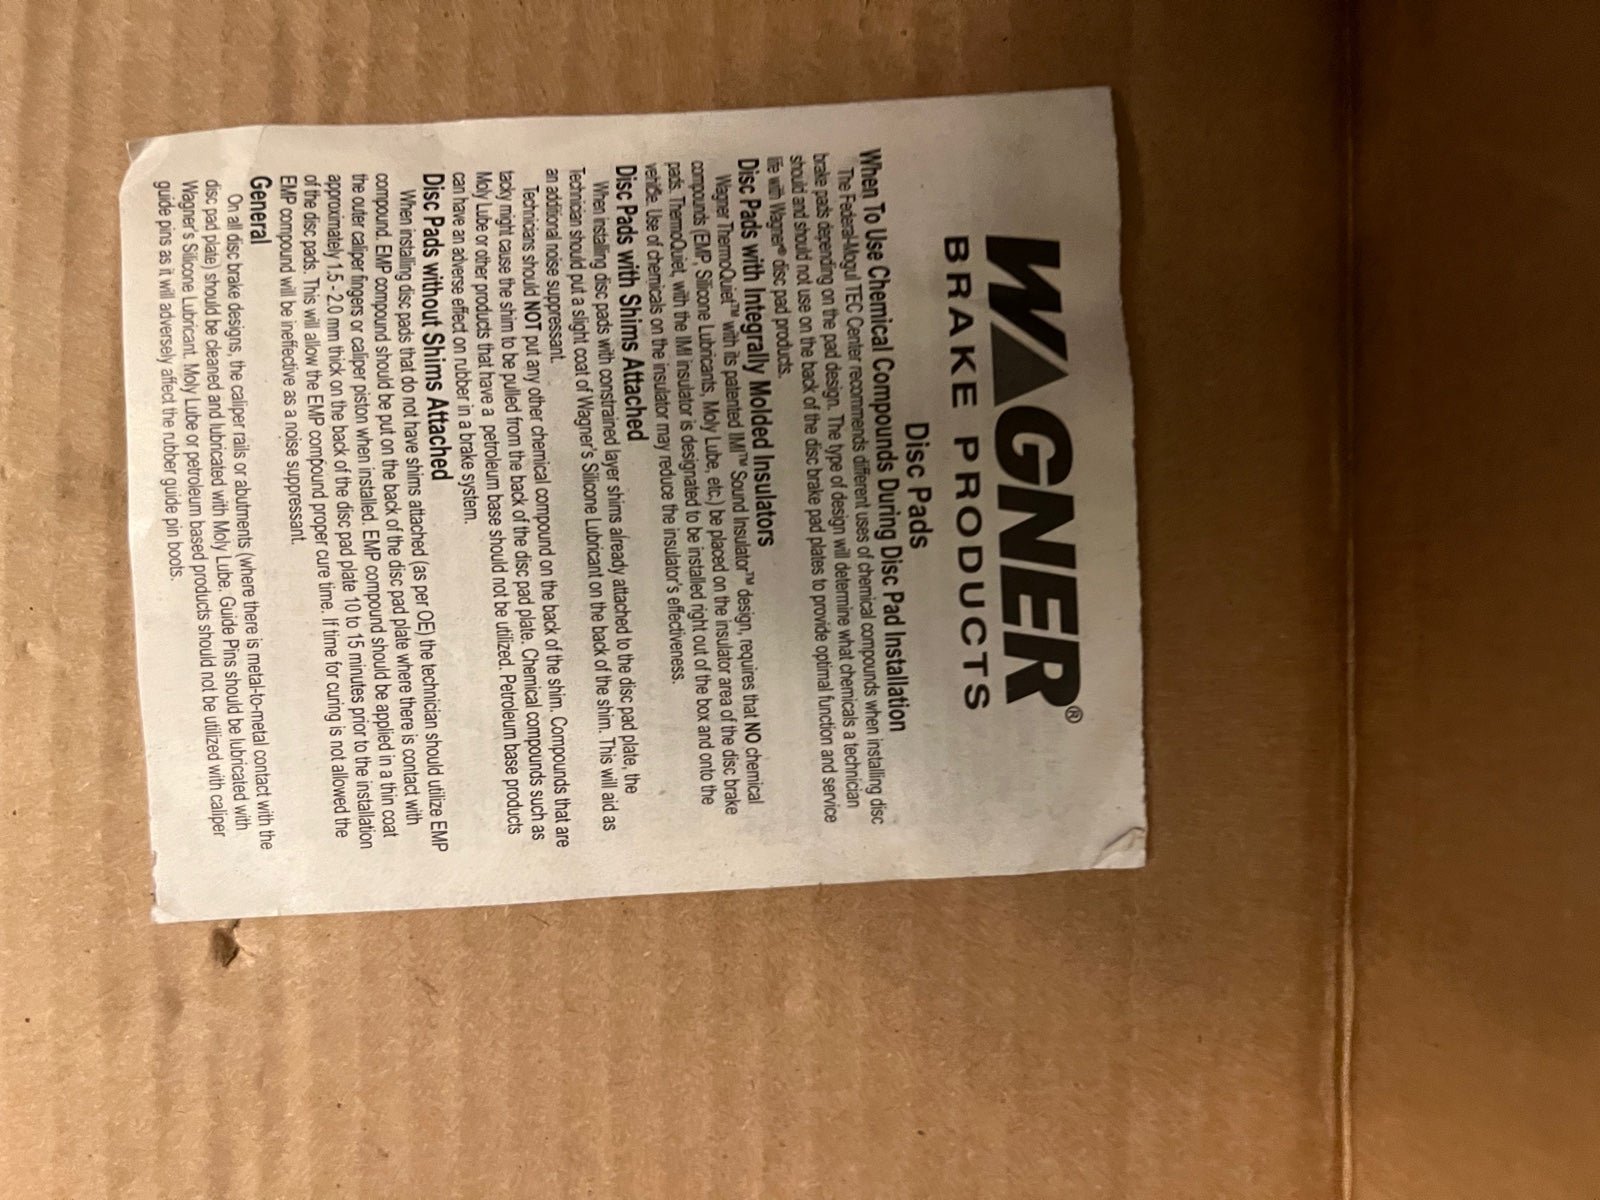 WAGNER®
BRAKE PRODUCTS
Disc Pads
When To Use Chemical Compounds During Disc Pad Installation
The Federal-Mogul TEC Center recommends different uses of chemical compounds when installing disc
brake pads depending on the pad design. The type of design will determine what chemicals a technician
should and should not use on the back of the disc brake pad plates to provide optimal function and service
life with Wagner® disc pad products.
Disc Pads with Integrally Molded Insulators
Wagner ThermoQuiet™ with its patented IMI™ Sound Insulator™ design, requires that NO chemical
compounds (EMP, Silicone Lubricants, Moly Lube, etc.) be placed on the insulator area of the disc brake
pads. ThermoQuiet, with the IMI insulator is designated to be installed right out of the box and onto the
vehicle. Use of chemicals on the insulator may reduce the insulator's effectiveness.
Disc Pads with Shims Attached
When installing disc pads with constrained layer shims already attached to the disc pad plate, the
Technician should put a slight coat of Wagner's Silicone Lubricant on the back of the shim. This will aid as
an additional noise suppressant.
Technicians should NOT put any other chemical compound on the back of the shim. Compounds that are
tacky might cause the shim to be pulled from the back of the disc pad plate. Chemical compounds such as
Moly Lube or other products that have a petroleum base should not be utilized. Petroleum base products
can have an adverse effect on rubber in a brake system.
Disc Pads without Shims Attached
When installing disc pads that do not have shims attached (as per OE) the technician should utilize EMP
compound. EMP compound should be put on the back of the disc pad plate where there is contact with
the outer caliper fingers or caliper piston when installed. EMP compound should be applied in a thin coat
approximately 1.5 - 2.0 mm thick on the back of the disc pad plate 10 to 15 minutes prior to the installation
of the disc pads. This will allow the EMP compound proper cure time. If time for curing is not allowed the
EMP compound will be ineffective as a noise suppressant.
General
On all disc brake designs, the caliper rails or abutments (where there is metal-to-metal contact with the
disc pad plate) should be cleaned and lubricated with Moly Lube. Guide Pins should be lubricated with
Wagner's Silicone Lubricant. Moly Lube or petroleum based products should not be utilized with caliper
guide pins as it will adversely affect the rubber guide pin boots.